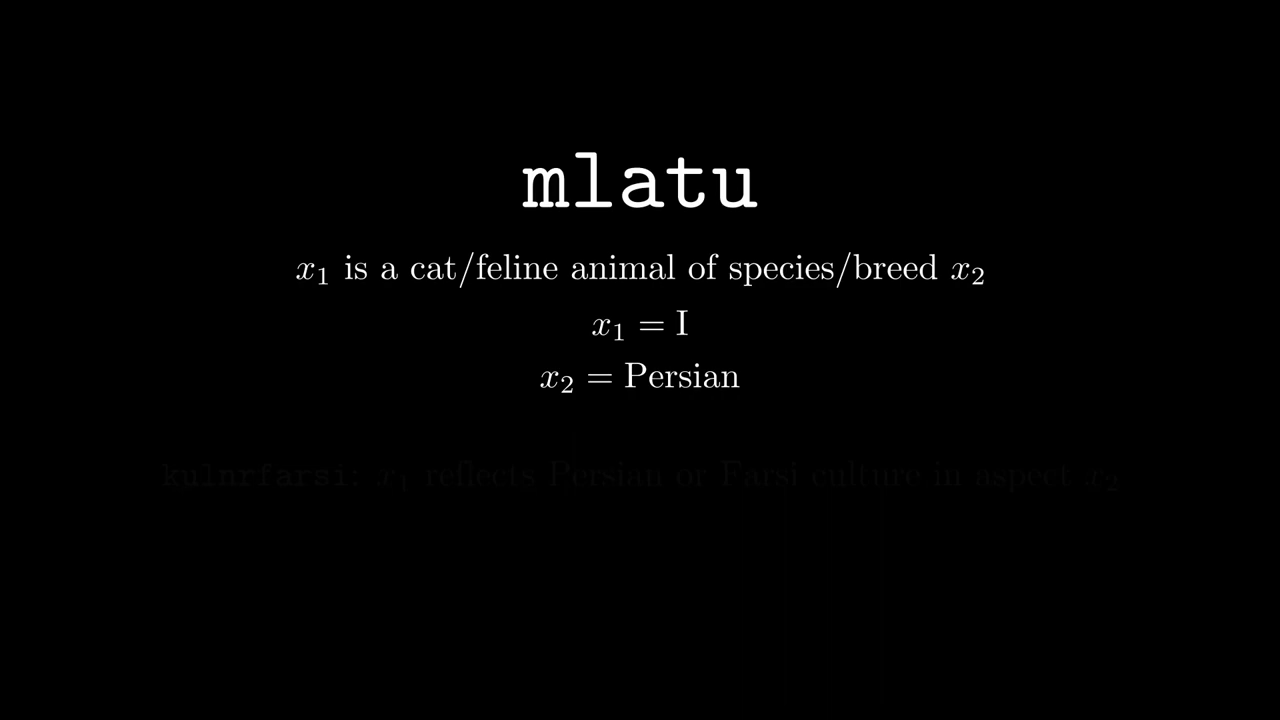 mlatu
x₁ is a cat/feline animal of species/breed x₂
x₁ = I
x₂ = Persian
kulnrfarsi: x₁ reflects Persian or Farsi culture in aspect x₂